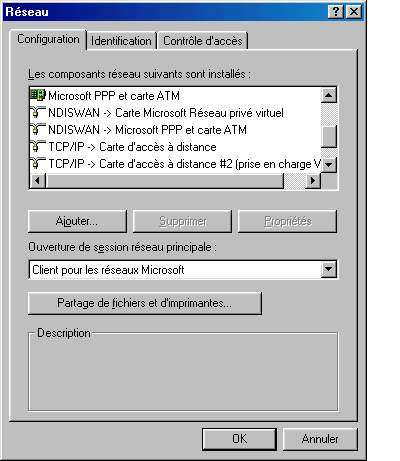 Réseau
Configuration Identification Contrôle d'accès
Les composants réseau suivants sont installés :
Microsoft PPP et carte ATM
NDISWAN -> Carte Microsoft Réseau privé virtuel
NDISWAN -> Microsoft PPP et carte ATM
TCP/IP -> Carte d'accès à distance
TCP/IP -> Carte d'accès à distance #2 (prise en charge V
Ajouter... Supprimer Propriétés
Ouverture de session réseau principale :
Client pour les réseaux Microsoft
Partage de fichiers et d'imprimantes...
Description
OK Annuler